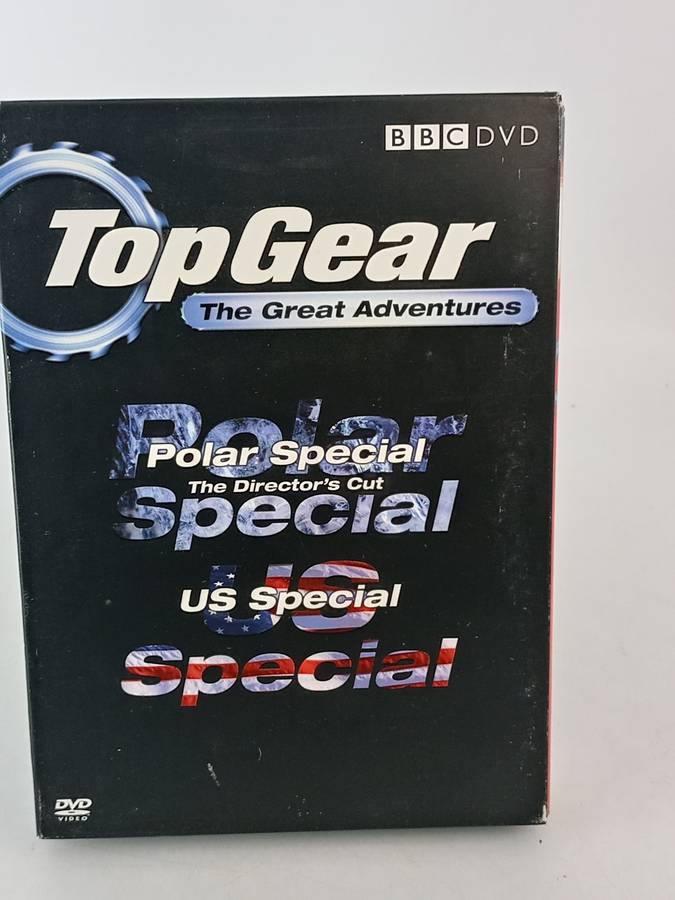 BBC DVD
TopGear
The Great Adventures
Polar
Polar Special
The Director's Cut
Special
US
US Special
Special
DVD
VIDEO